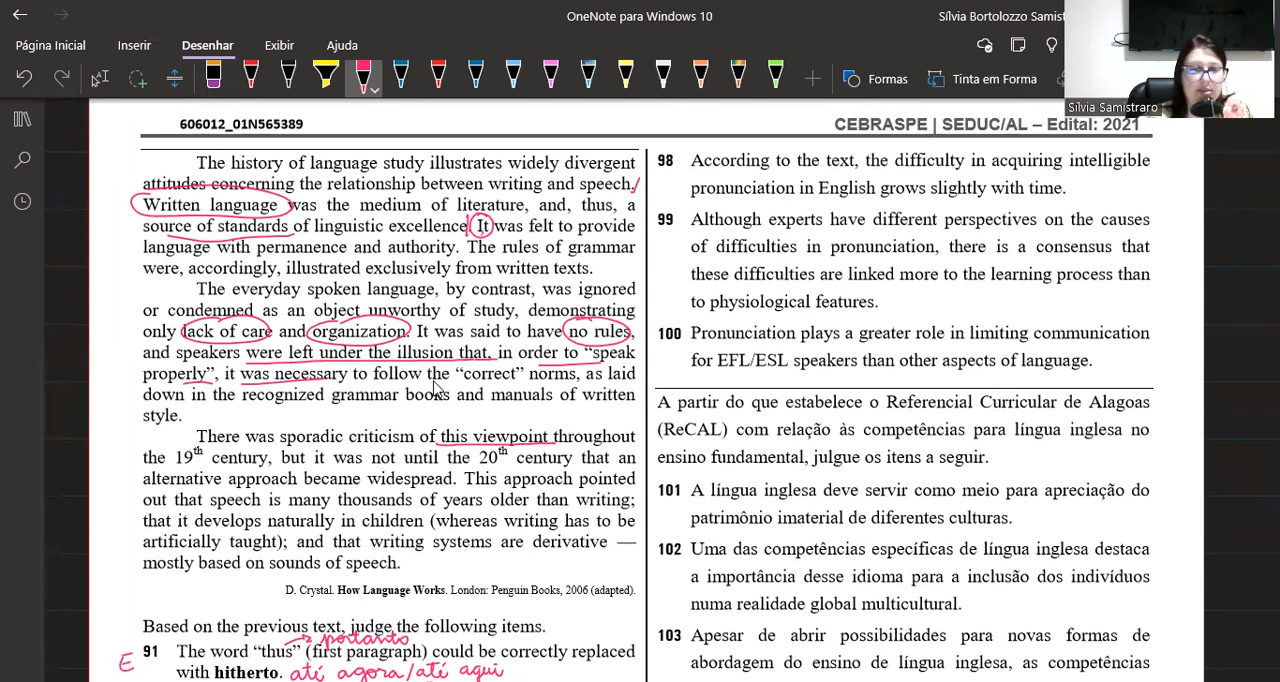 OneNote para Windows 10
Sílvia Bortolozzo Samist
Página Inicial
Inserir
Desenhar
Exibir
Ajuda
Formas
Tinta em Forma
Sílvia Samistraro
606012_01N565389
CEBRASPE | SEDUC/AL – Edital: 2021
The history of language study illustrates widely divergent
attitudes concerning the relationship between writing and speech.
Written language was the medium of literature, and, thus, a
source of standards of linguistic excellence. It was felt to provide
language with permanence and authority. The rules of grammar
were, accordingly, illustrated exclusively from written texts.
The everyday spoken language, by contrast, was ignored
or condemned as an object unworthy of study, demonstrating
only lack of care and organization. It was said to have no rules,
and speakers were left under the illusion that, in order to “speak
properly”, it was necessary to follow the “correct” norms, as laid
down in the recognized grammar books and manuals of written
style.
There was sporadic criticism of this viewpoint throughout
the 19th century, but it was not until the 20th century that an
alternative approach became widespread. This approach pointed
out that speech is many thousands of years older than writing;
that it develops naturally in children (whereas writing has to be
artificially taught); and that writing systems are derivative —
mostly based on sounds of speech.
D. Crystal. How Language Works. London: Penguin Books, 2006 (adapted).
Based on the previous text, judge the following items.
portanto
E 91 The word “thus” (first paragraph) could be correctly replaced
with hitherto. até agora/até aqui
98 According to the text, the difficulty in acquiring intelligible
pronunciation in English grows slightly with time.
99 Although experts have different perspectives on the causes
of difficulties in pronunciation, there is a consensus that
these difficulties are linked more to the learning process than
to physiological features.
100 Pronunciation plays a greater role in limiting communication
for EFL/ESL speakers than other aspects of language.
A partir do que estabelece o Referencial Curricular de Alagoas
(ReCAL) com relação às competências para língua inglesa no
ensino fundamental, julgue os itens a seguir.
101 A língua inglesa deve servir como meio para apreciação do
patrimônio imaterial de diferentes culturas.
102 Uma das competências específicas de língua inglesa destaca
a importância desse idioma para a inclusão dos indivíduos
numa realidade global multicultural.
103 Apesar de abrir possibilidades para novas formas de
abordagem do ensino de língua inglesa, as competências